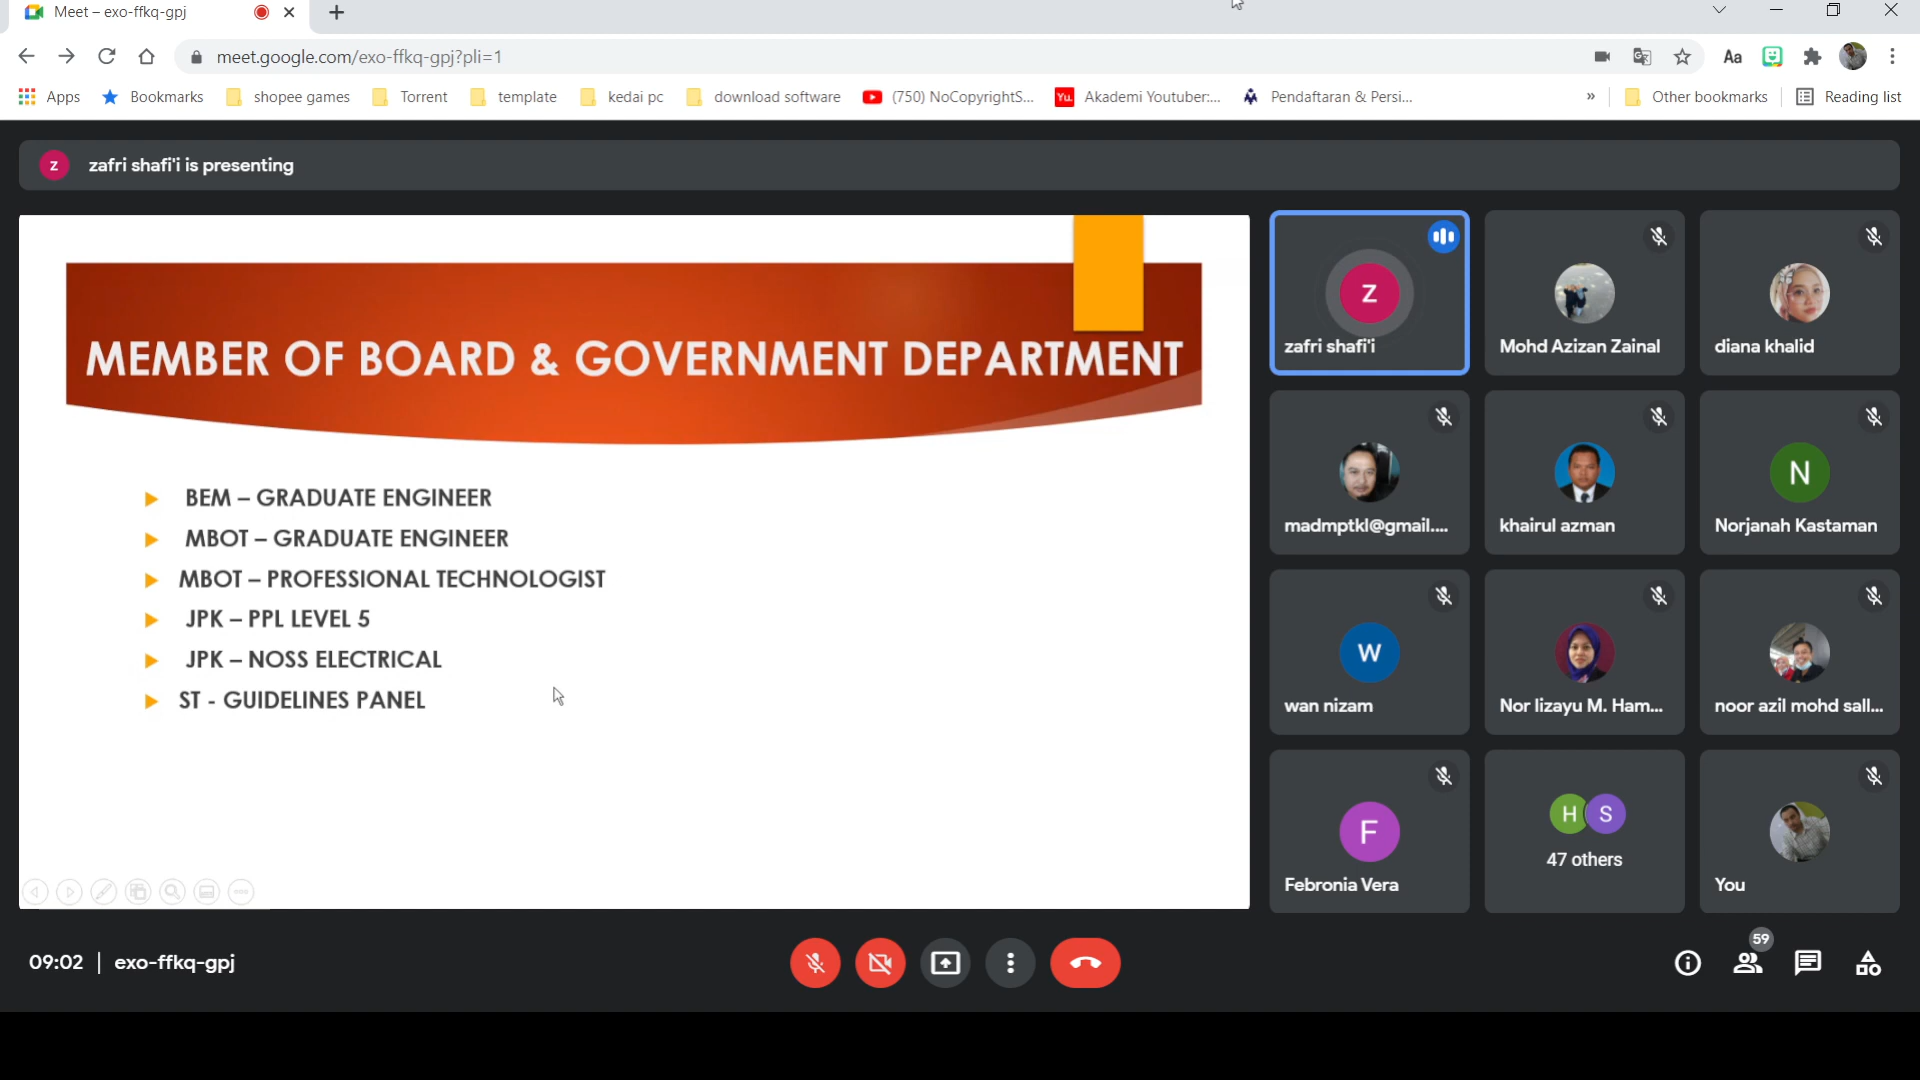 Meet – exo-ffkq-gpj
meet.google.com/exo-ffkq-gpj?pli=1
Aa
Apps
Bookmarks
shopee games
Torrent
template
kedai pc
download software
(750) NoCopyrightS...
Yu.
Akademi Youtuber:...
Pendaftaran & Persi...
»
Other bookmarks
Reading list
z
zafri shafi'i is presenting
MEMBER OF BOARD & GOVERNMENT DEPARTMENT
BEM – GRADUATE ENGINEER
MBOT – GRADUATE ENGINEER
MBOT – PROFESSIONAL TECHNOLOGIST
JPK – PPL LEVEL 5
JPK – NOSS ELECTRICAL
ST - GUIDELINES PANEL
z
zafri shafi'i
Mohd Azizan Zainal
diana khalid
madmptkl@gmail....
khairul azman
N
Norjanah Kastaman
W
wan nizam
Nor lizayu M. Ham...
noor azil mohd sall...
F
Febronia Vera
H S
47 others
You
09:02 | exo-ffkq-gpj
59